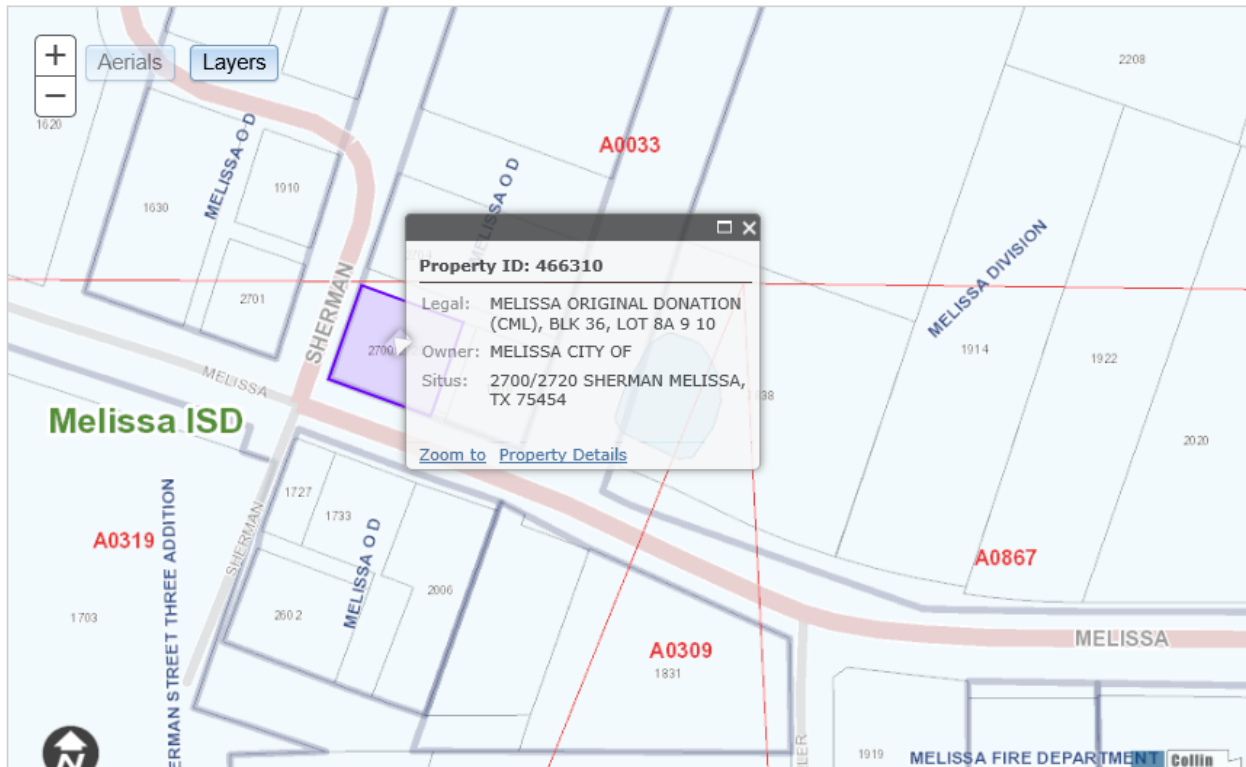 +
−
Aerials
Layers
2208
1620
MELISSA O D
A0033
1910
1630
MELISSA O D
MELISSA DIVISION
2701
SHERMAN
2700
Property ID: 466310
Legal: MELISSA ORIGINAL DONATION
(CML), BLK 36, LOT 8A 9 10
Owner: MELISSA CITY OF
Situs: 2700/2720 SHERMAN MELISSA,
TX 75454
Zoom to Property Details
1914
1922
MELISSA
Melissa ISD
2020
1727
1733
SHERMAN
A0319
MELISSA O D
A0867
2006
1703
2602
ERMAN STREET THREE ADDITION
A0309
1831
MELISSA
N
LER
1919
MELISSA FIRE DEPARTMENT
Collin